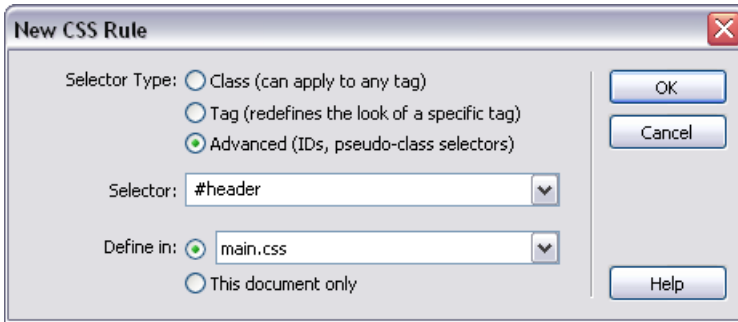 New CSS Rule
Selector Type: Class (can apply to any tag)
Tag (redefines the look of a specific tag)
Advanced (IDs, pseudo-class selectors)
Selector: #header
Define in: main.css
This document only
OK
Cancel
Help